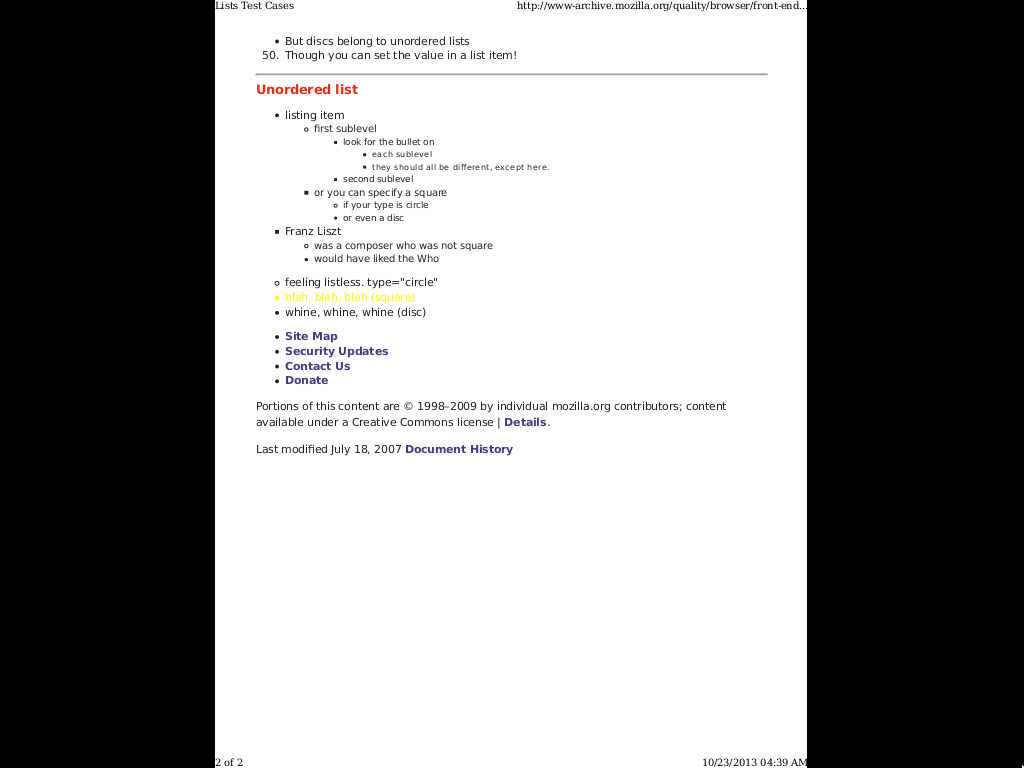 Lists Test Cases http://www-archive.mozilla.org/quality/browser/front-end...
• But discs belong to unordered lists
50. Though you can set the value in a list item!
Unordered list
• listing item
◦ first sublevel
▪ look for the bullet on
▪ each sublevel
▪ they should all be different, except here.
▪ second sublevel
▪ or you can specify a square
◦ if your type is circle
• or even a disc
▪ Franz Liszt
◦ was a composer who was not square
• would have liked the Who
◦ feeling listless. type="circle"
▪ blah, blah, blah (square)
• whine, whine, whine (disc)
• Site Map
• Security Updates
• Contact Us
• Donate
Portions of this content are © 1998–2009 by individual mozilla.org contributors; content
available under a Creative Commons license | Details.
Last modified July 18, 2007 Document History
2 of 2 10/23/2013 04:39 AM